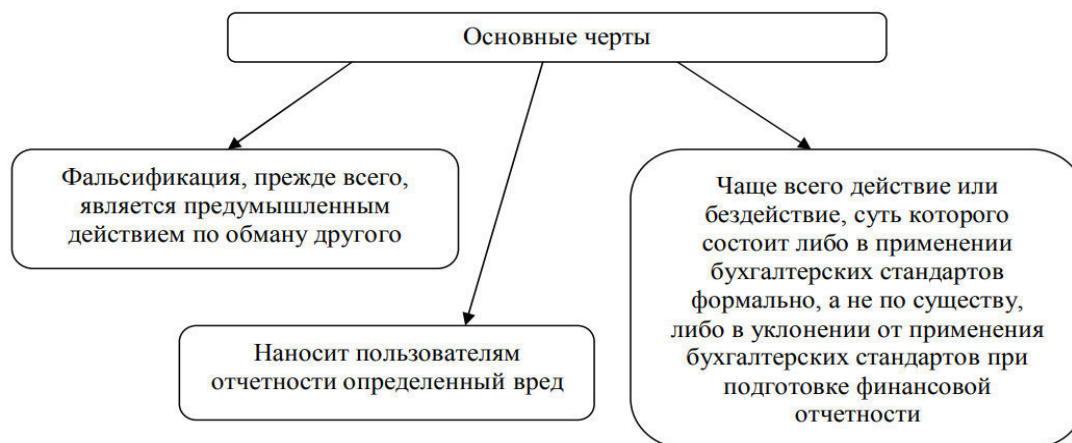 Основные черты
Фальсификация, прежде всего,
является предумышленным
действием по обману другого
Наносит пользователям
отчетности определенный вред
Чаще всего действие или
бездействие, суть которого
состоит либо в применении
бухгалтерских стандартов
формально, а не по существу,
либо в уклонении от применения
бухгалтерских стандартов при
подготовке финансовой
отчетности